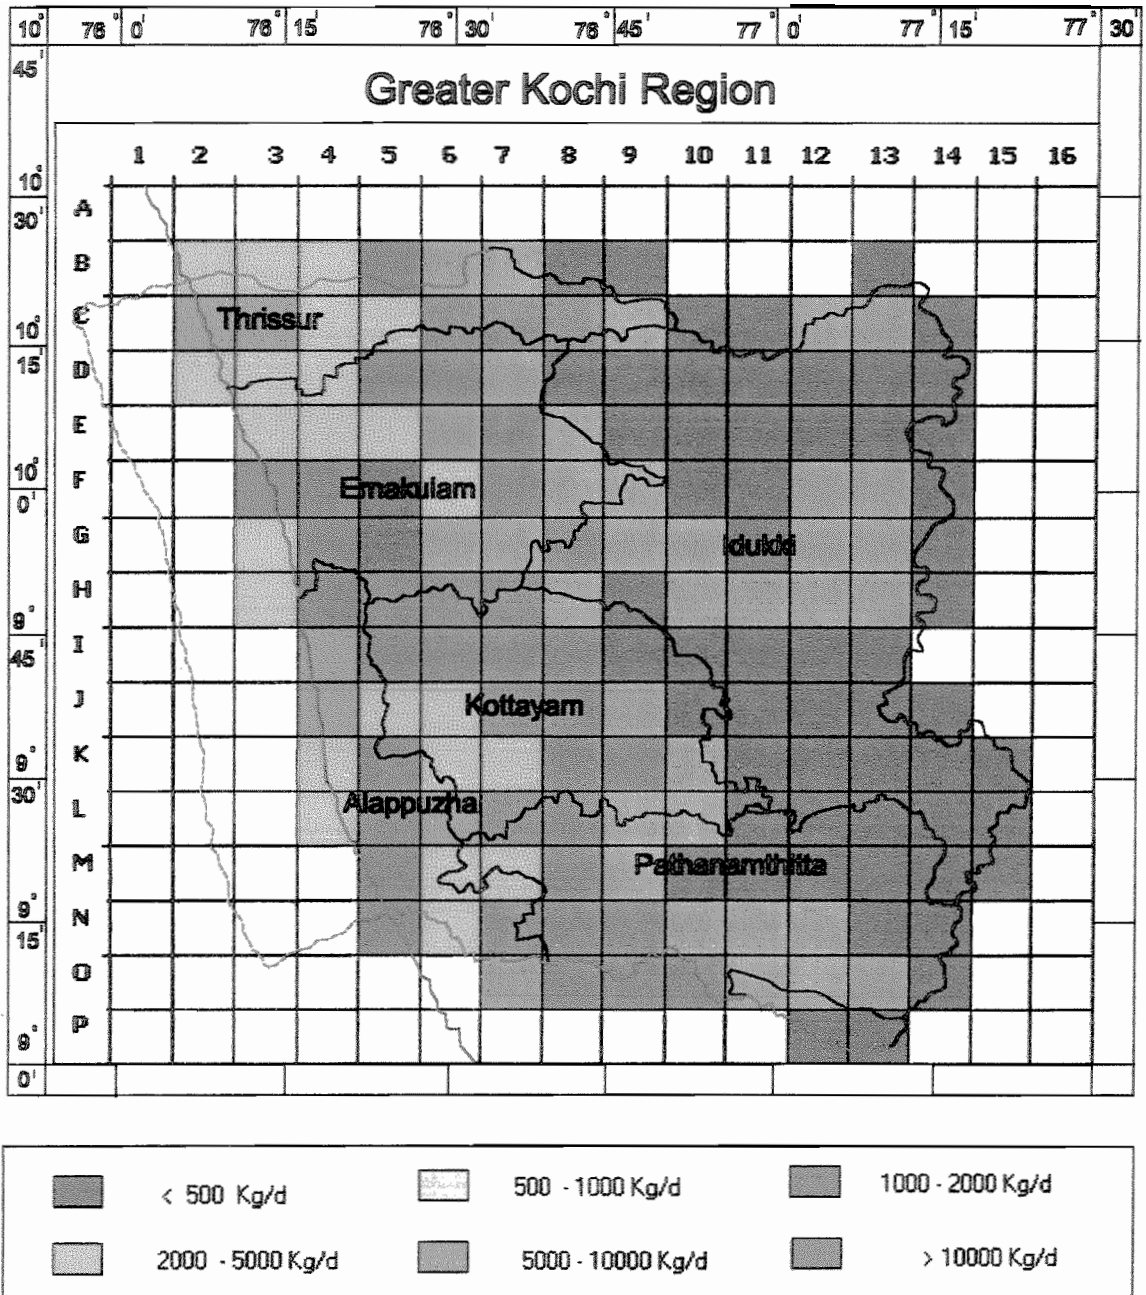 10° 76° 0' 76° 15' 76° 30' 76° 45' 77° 0' 77° 15' 77° 30'
45'
Greater Kochi Region
1 2 3 4 5 6 7 8 9 10 11 12 13 14 15 16
10°
30'
A
B
C
Thrissur
10°
15'
D
E
10°
0'
F
Ernakulam
G
Idukki
H
9°
45'
I
J
Kottayam
9°
30'
K
L
Alappuzha
M
Pathanamthitta
9°
15'
N
O
P
9°
0'
< 500 Kg/d 500 - 1000 Kg/d 1000 - 2000 Kg/d
2000 - 5000 Kg/d 5000 - 10000 Kg/d > 10000 Kg/d